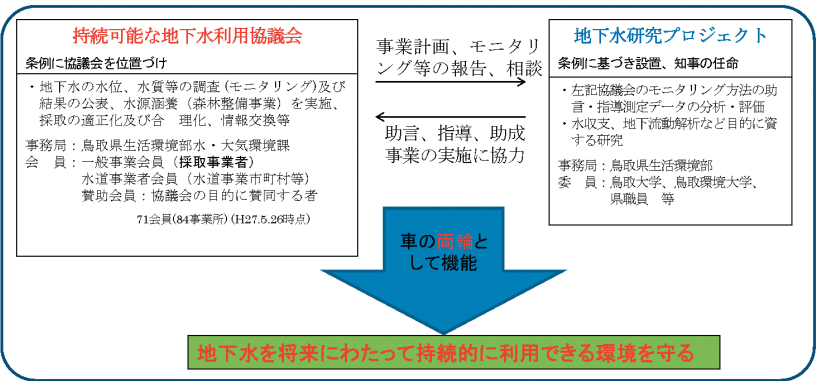 持続可能な地下水利用協議会
条例に協議会を位置づけ
・地下水の水位、水質等の調査(モニタリング)及び
結果の公表、水源涵養(森林整備事業)を実施、
採取の適正化及び合　理化、情報交換等
事務局：鳥取県生活環境部水・大気環境課
会　員：一般事業会員(採取事業者)
水道事業者会員(水道事業市町村等)
賛助会員：協議会の目的に賛同する者
71会員(84事業所)(H27.5.26時点)
事業計画、モニタリ
ング等の報告、相談
助言、指導、助成
事業の実施に協力
地下水研究プロジェクト
条例に基づき設置、知事の任命
・左記協議会のモニタリング方法の助
言・指導測定データの分析・評価
・水収支、地下流動解析など目的に資す
る研究
事務局：鳥取県生活環境部
委　員：鳥取大学、鳥取環境大学、
県職員　等
車の両輪と
して機能
地下水を将来にわたって持続的に利用できる環境を守る